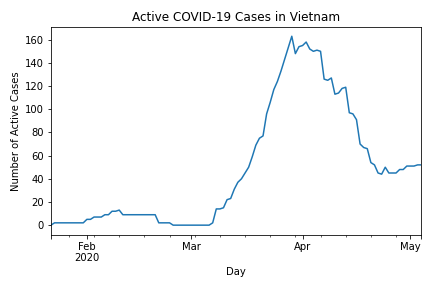 Active COVID-19 Cases in Vietnam
160
140
120
100
80
60
40
20
0
Number of Active Cases
Feb
2020
Mar
Apr
May
Day